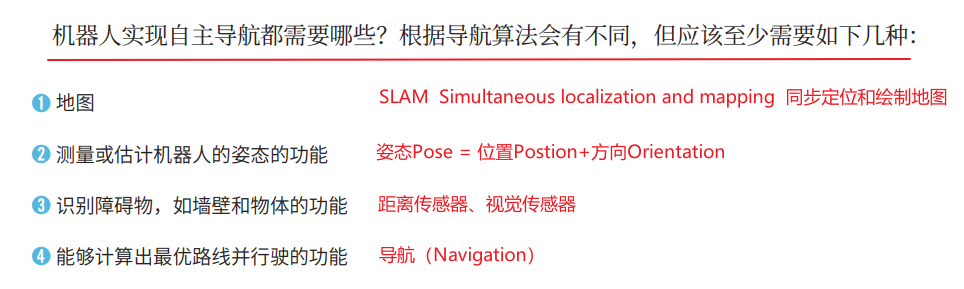 机器人实现自主导航都需要哪些？根据导航算法会有不同，但应该至少需要如下几种：
1 地图 SLAM Simultaneous localization and mapping 同步定位和绘制地图
2 测量或估计机器人的姿态的功能 姿态Pose = 位置Postion+方向Orientation
3 识别障碍物，如墙壁和物体的功能 距离传感器、视觉传感器
4 能够计算出最优路线并行驶的功能 导航（Navigation）